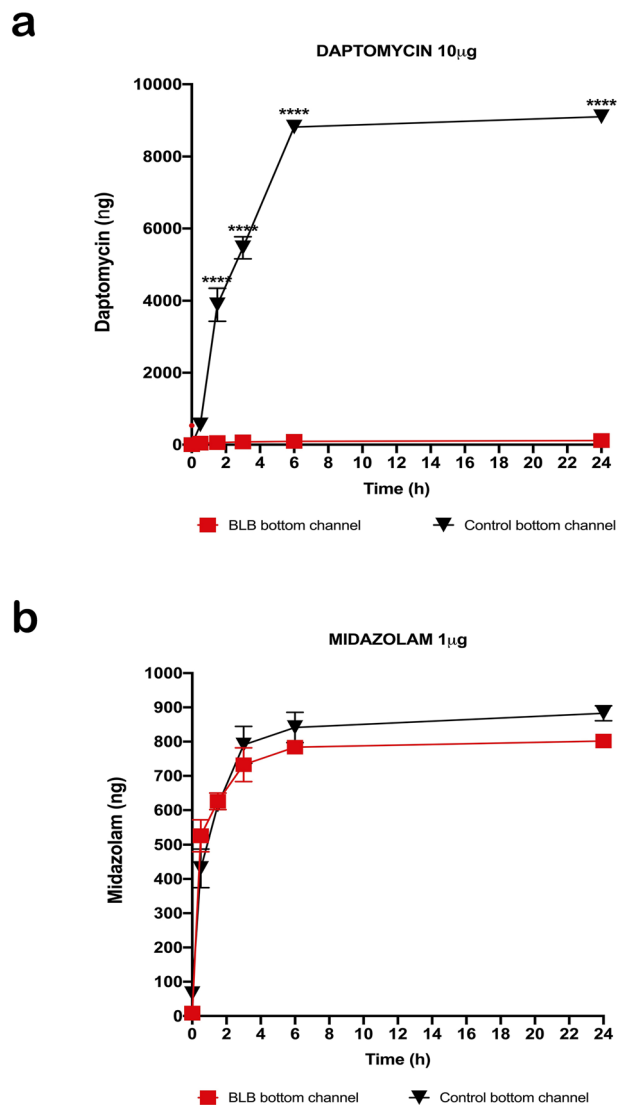 a
DAPTOMYCIN 10μg
10000
8000
6000
4000
2000
0
Daptomycin (ng)
****
****
****
****
0 2 4 6 8 10 12 14 16 18 20 22 24
Time (h)
BLB bottom channel Control bottom channel
b
MIDAZOLAM 1μg
1000
900
800
700
600
500
400
300
200
100
0
Midazolam (ng)
0 2 4 6 8 10 12 14 16 18 20 22 24
Time (h)
BLB bottom channel Control bottom channel